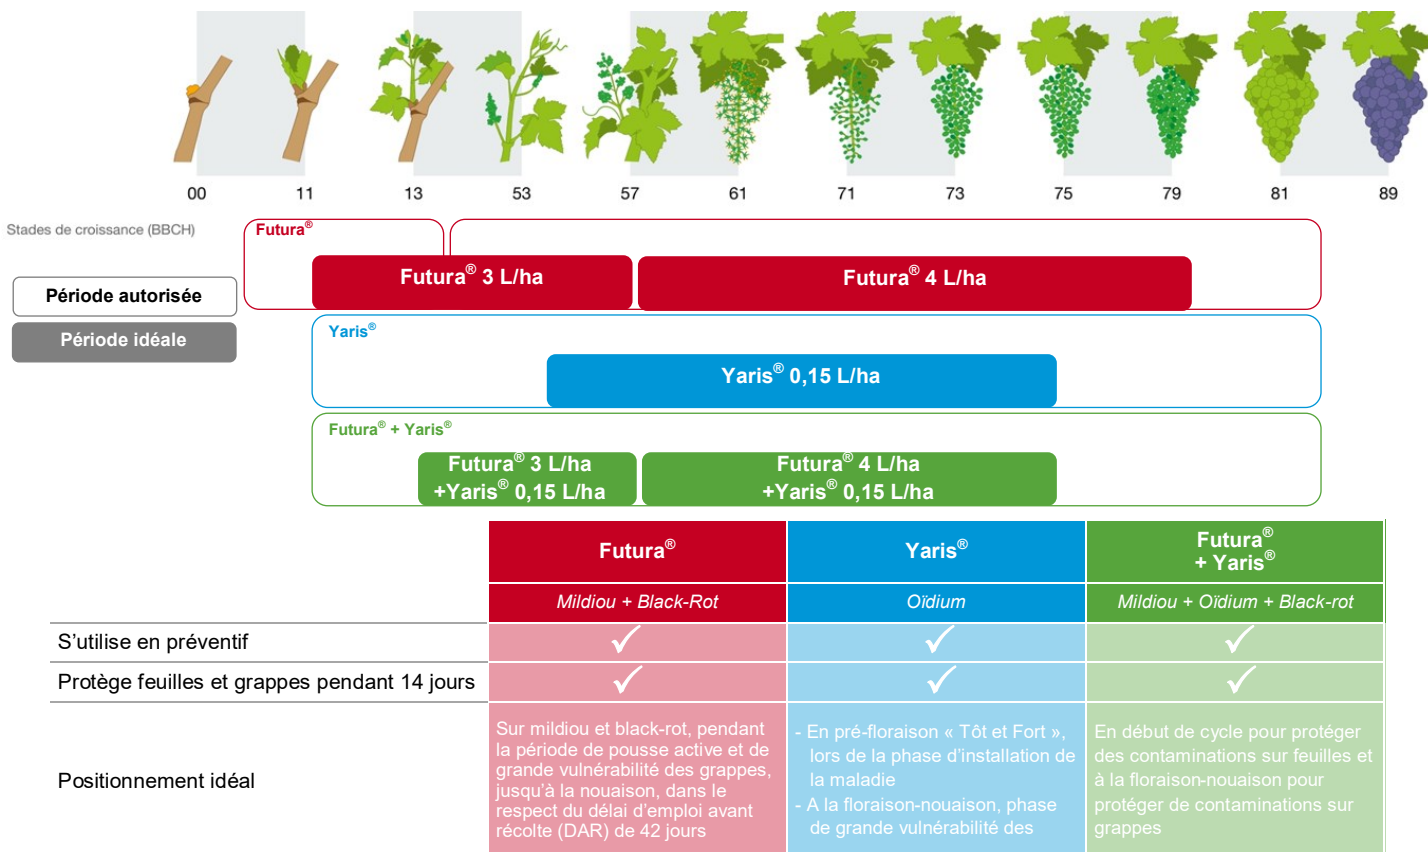 00 11 13 53 57 61 71 73 75 79 81 89
Stades de croissance (BBCH)
Futura®
Période autorisée
Période idéale
Futura® 3 L/ha
Futura® 4 L/ha
Yaris®
Yaris® 0,15 L/ha
Futura® + Yaris®
Futura® 3 L/ha
+Yaris® 0,15 L/ha
Futura® 4 L/ha
+Yaris® 0,15 L/ha
Futura®
Yaris®
Futura®
+ Yaris®
Mildiou + Black-Rot
Oïdium
Mildiou + Oïdium + Black-rot
S’utilise en préventif
✓ ✓ ✓
Protège feuilles et grappes pendant 14 jours
✓ ✓ ✓
Positionnement idéal
Sur mildiou et black-rot, pendant
la période de pousse active et de
grande vulnérabilité des grappes,
jusqu’à la nouaison, dans le
respect du délai d’emploi avant
récolte (DAR) de 42 jours
- En pré-floraison « Tôt et Fort »,
lors de la phase d’installation de
la maladie
- A la floraison-nouaison, phase
de grande vulnérabilité des
En début de cycle pour protéger
des contaminations sur feuilles et
à la floraison-nouaison pour
protéger de contaminations sur
grappes